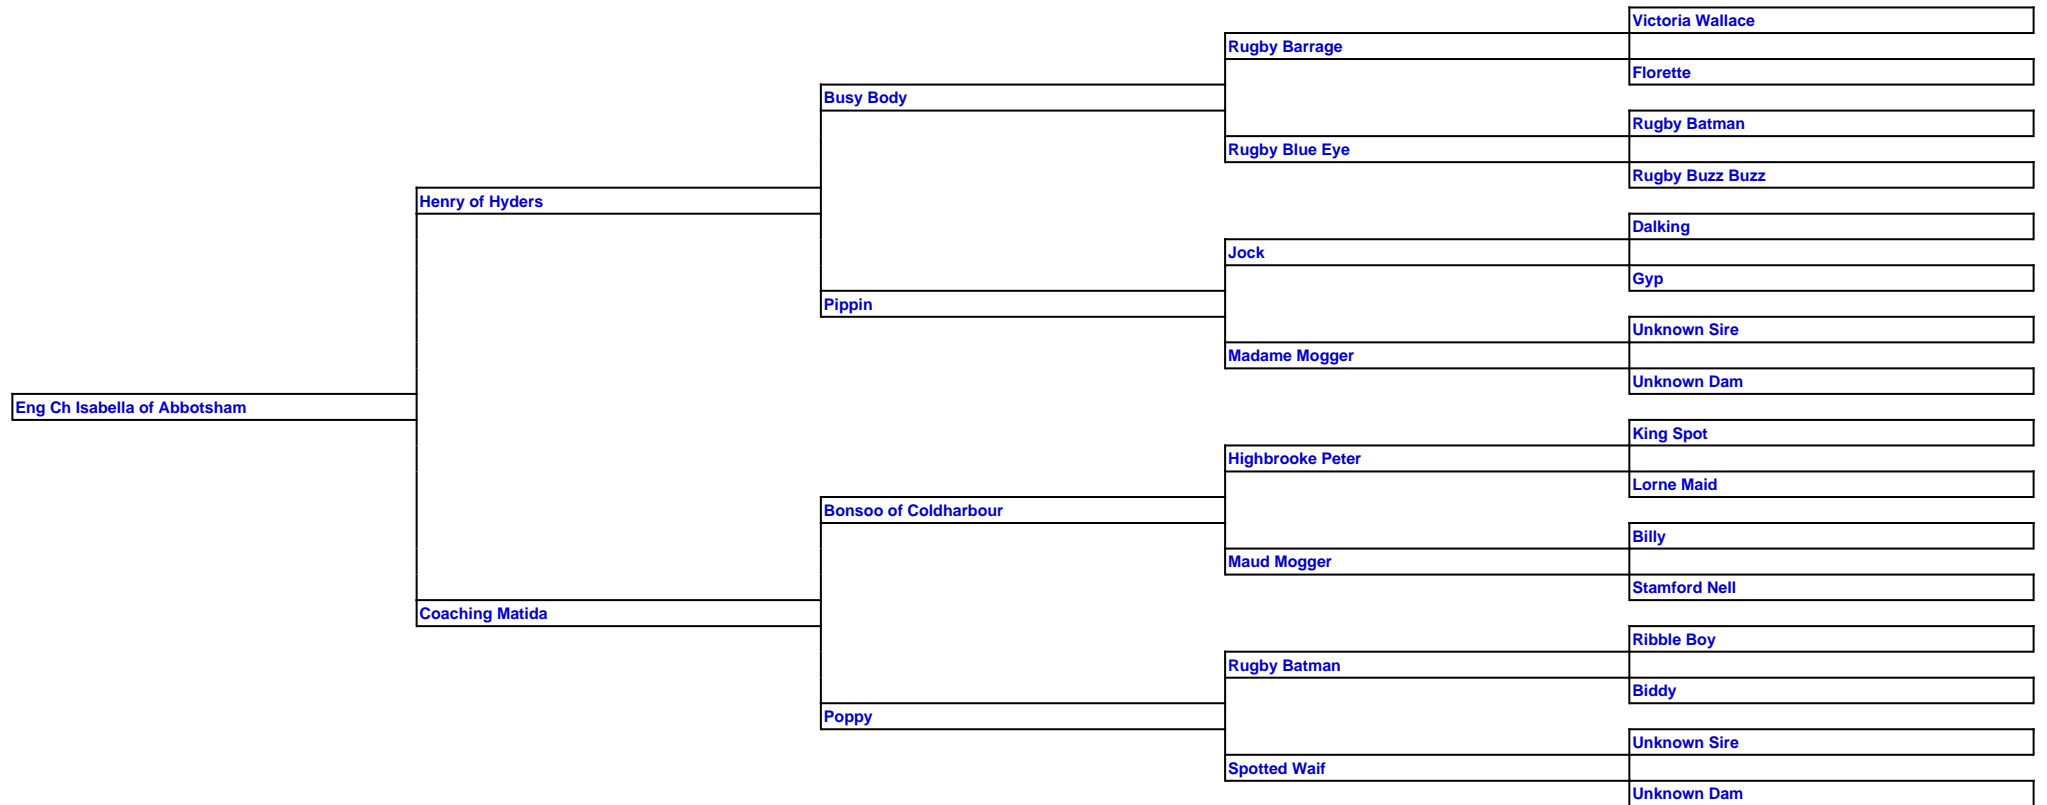 Victoria Wallace
Rugby Barrage
Florette
Busy Body
Rugby Batman
Rugby Blue Eye
Rugby Buzz Buzz
Henry of Hyders
Dalking
Jock
Gyp
Pippin
Unknown Sire
Madame Mogger
Unknown Dam
Eng Ch Isabella of Abbotsham
King Spot
Highbrooke Peter
Lorne Maid
Bonsoo of Coldharbour
Billy
Maud Mogger
Stamford Nell
Coaching Matida
Ribble Boy
Rugby Batman
Biddy
Poppy
Unknown Sire
Spotted Waif
Unknown Dam